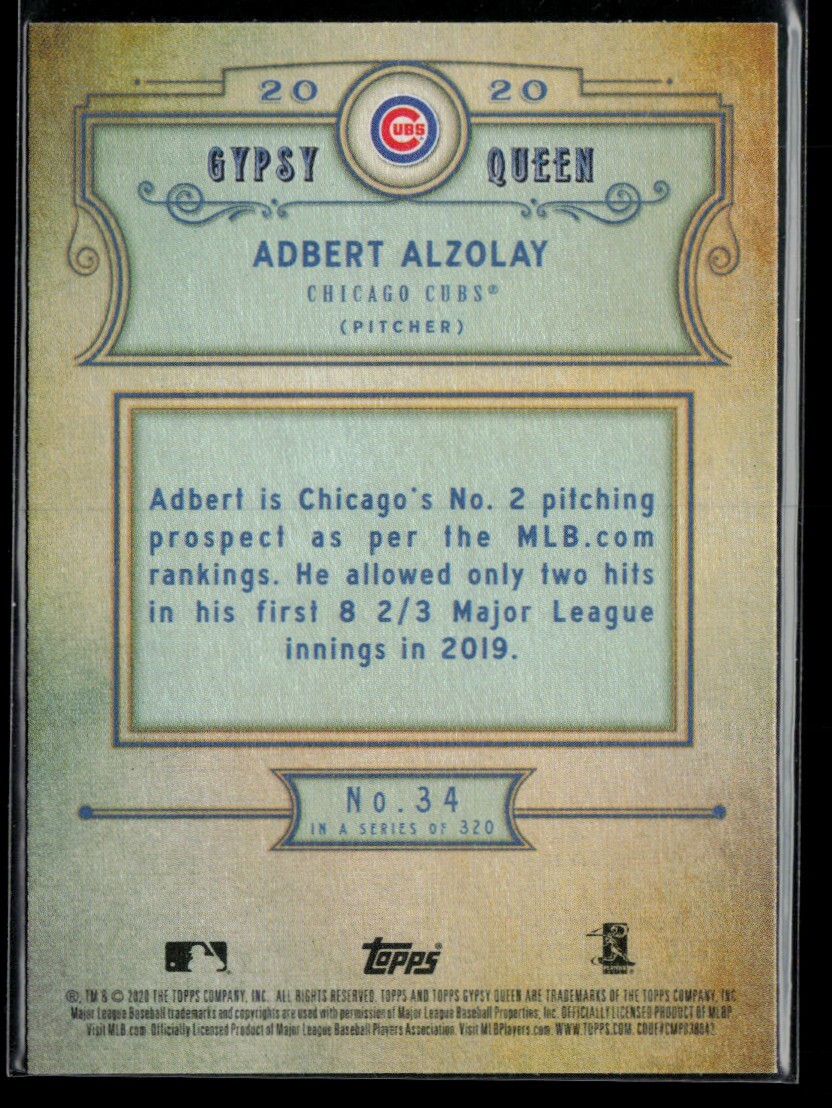 20 20
CUBS
GYPSY QUEEN
ADBERT ALZOLAY
CHICAGO CUBS®
(PITCHER)
Adbert is Chicago's No. 2 pitching
prospect as per the MLB.com
rankings. He allowed only two hits
in his first 8 2/3 Major League
innings in 2019.
No.34
IN A SERIES OF 320
TOPPS®
®, TM & © 2020 THE TOPPS COMPANY, INC. ALL RIGHTS RESERVED. TOPPS AND TOPPS GYPSY QUEEN ARE TRADEMARKS OF THE TOPPS COMPANY, INC.
Major League Baseball trademarks and copyrights are used with permission of Major League Baseball Properties, Inc. OFFICIALLY LICENSED PRODUCT OF MLBP
Visit MLB.com Officially Licensed Product of Major League Baseball Players Association. Visit MLBPlayers.com WWW.TOPPS.COM.